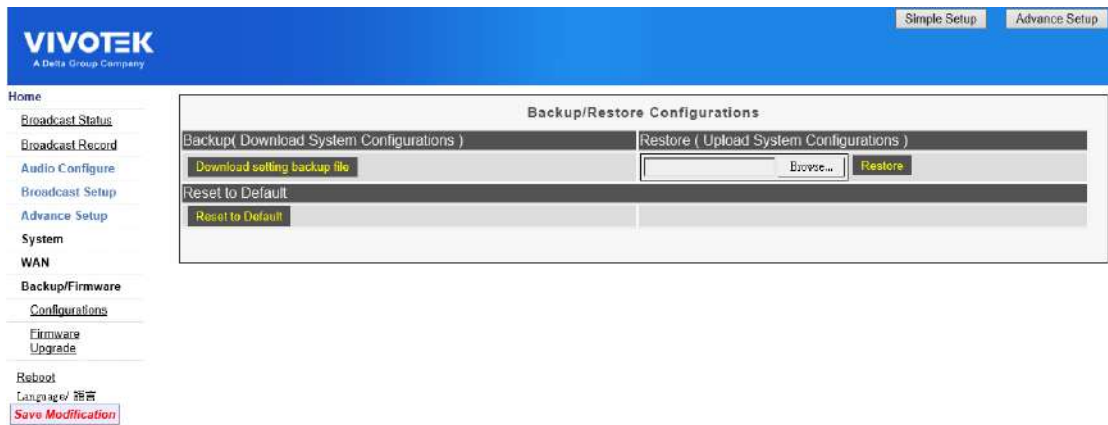 Simple Setup Advance Setup
VIVOTEK
A Delta Group Company
Home
Broadcast Status
Broadcast Record
Audio Configure
Broadcast Setup
Advance Setup
System
WAN
Backup/Firmware
Configurations
Firmware
Upgrade
Reboot
Language/ 語言
Save Modification
Backup/Restore Configurations
Backup( Download System Configurations ) Restore ( Upload System Configurations )
Download setting backup file Browse... Restore
Reset to Default
Reset to Default